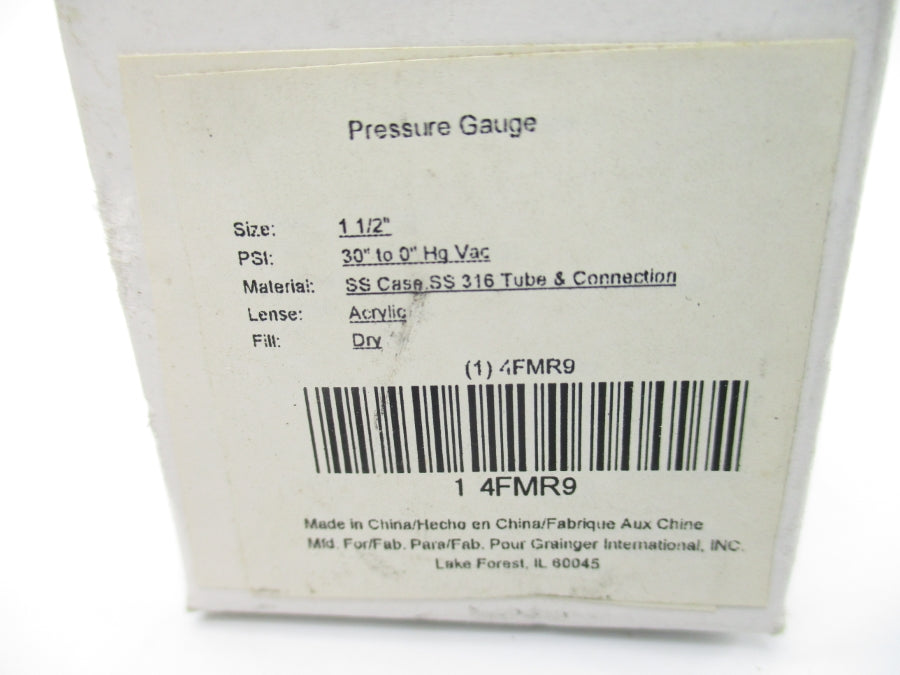 Pressure Gauge
Size: 1 1/2"
PSI: 30" to 0" Hg Vac
Material: SS Case.SS 316 Tube & Connection
Lense: Acrylic
Fill: Dry
(1) 4FMR9
1 4FMR9
Made in China/Hecho en China/Fabrique Aux Chine
Mfd. For/Fab. Para/Fab. Pour Grainger International, INC.
Lake Forest, IL 60045